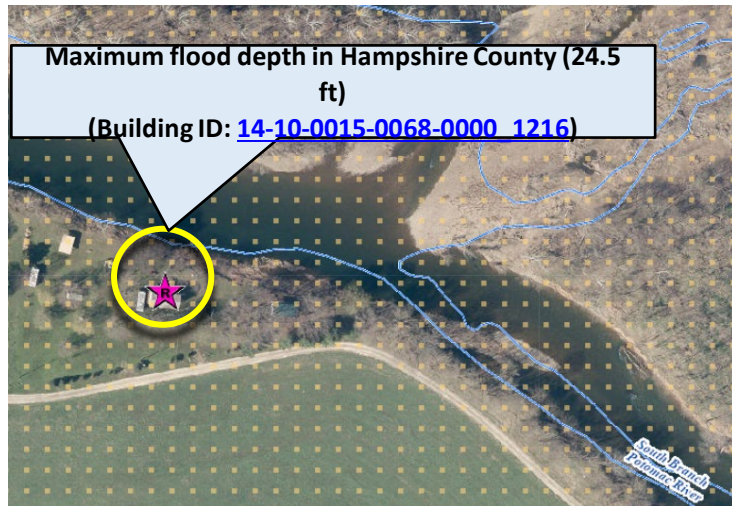 Maximum flood depth in Hampshire County (24.5
ft)
(Building ID: 14-10-0015-0068-0000_1216)
R
South Branch
Potomac River